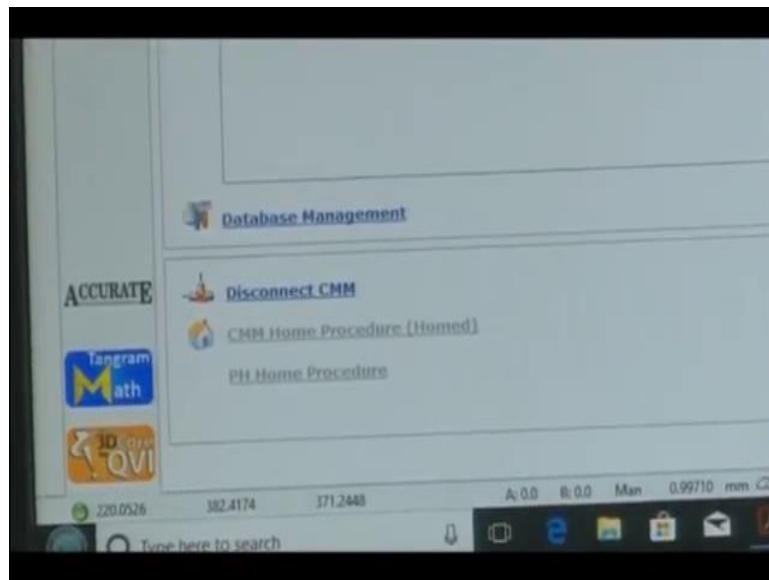 Database Management
ACCURATE
Disconnect CMM
CMM Home Procedure (Homed)
PH Home Procedure
Tangram
Math
3D Core
QVI
220.0526 382.4174 371.2448 A: 0.0 B: 0.0 Man 0.99710 mm
Type here to search